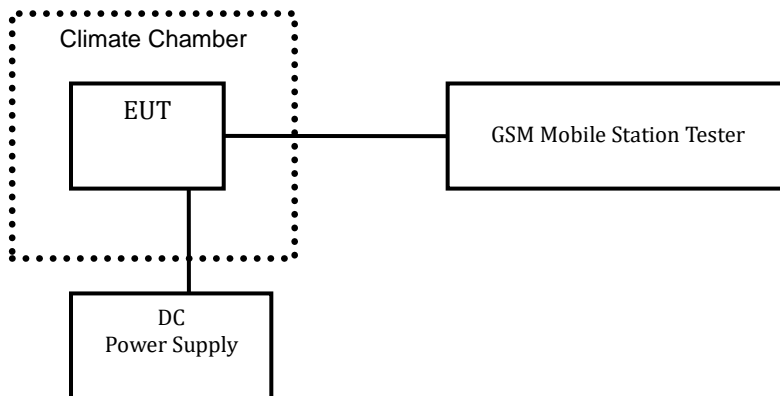 Climate Chamber
EUT
GSM Mobile Station Tester
DC
Power Supply